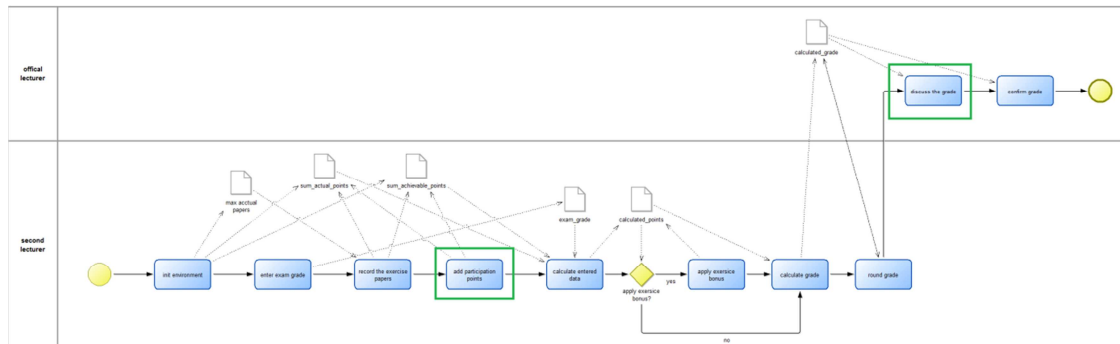 calculated_grade
offical
lecturer
discuss the grade
confirm grade
max acctual
papers
sum_actual_points
sum_achievable_points
exam_grade
calculated_points
second
lecturer
init environment
enter exam grade
record the exercise
papers
add participation
points
calculate entered
data
apply exersice
bonus?
yes
apply exersice
bonus
calculate grade
round grade
no